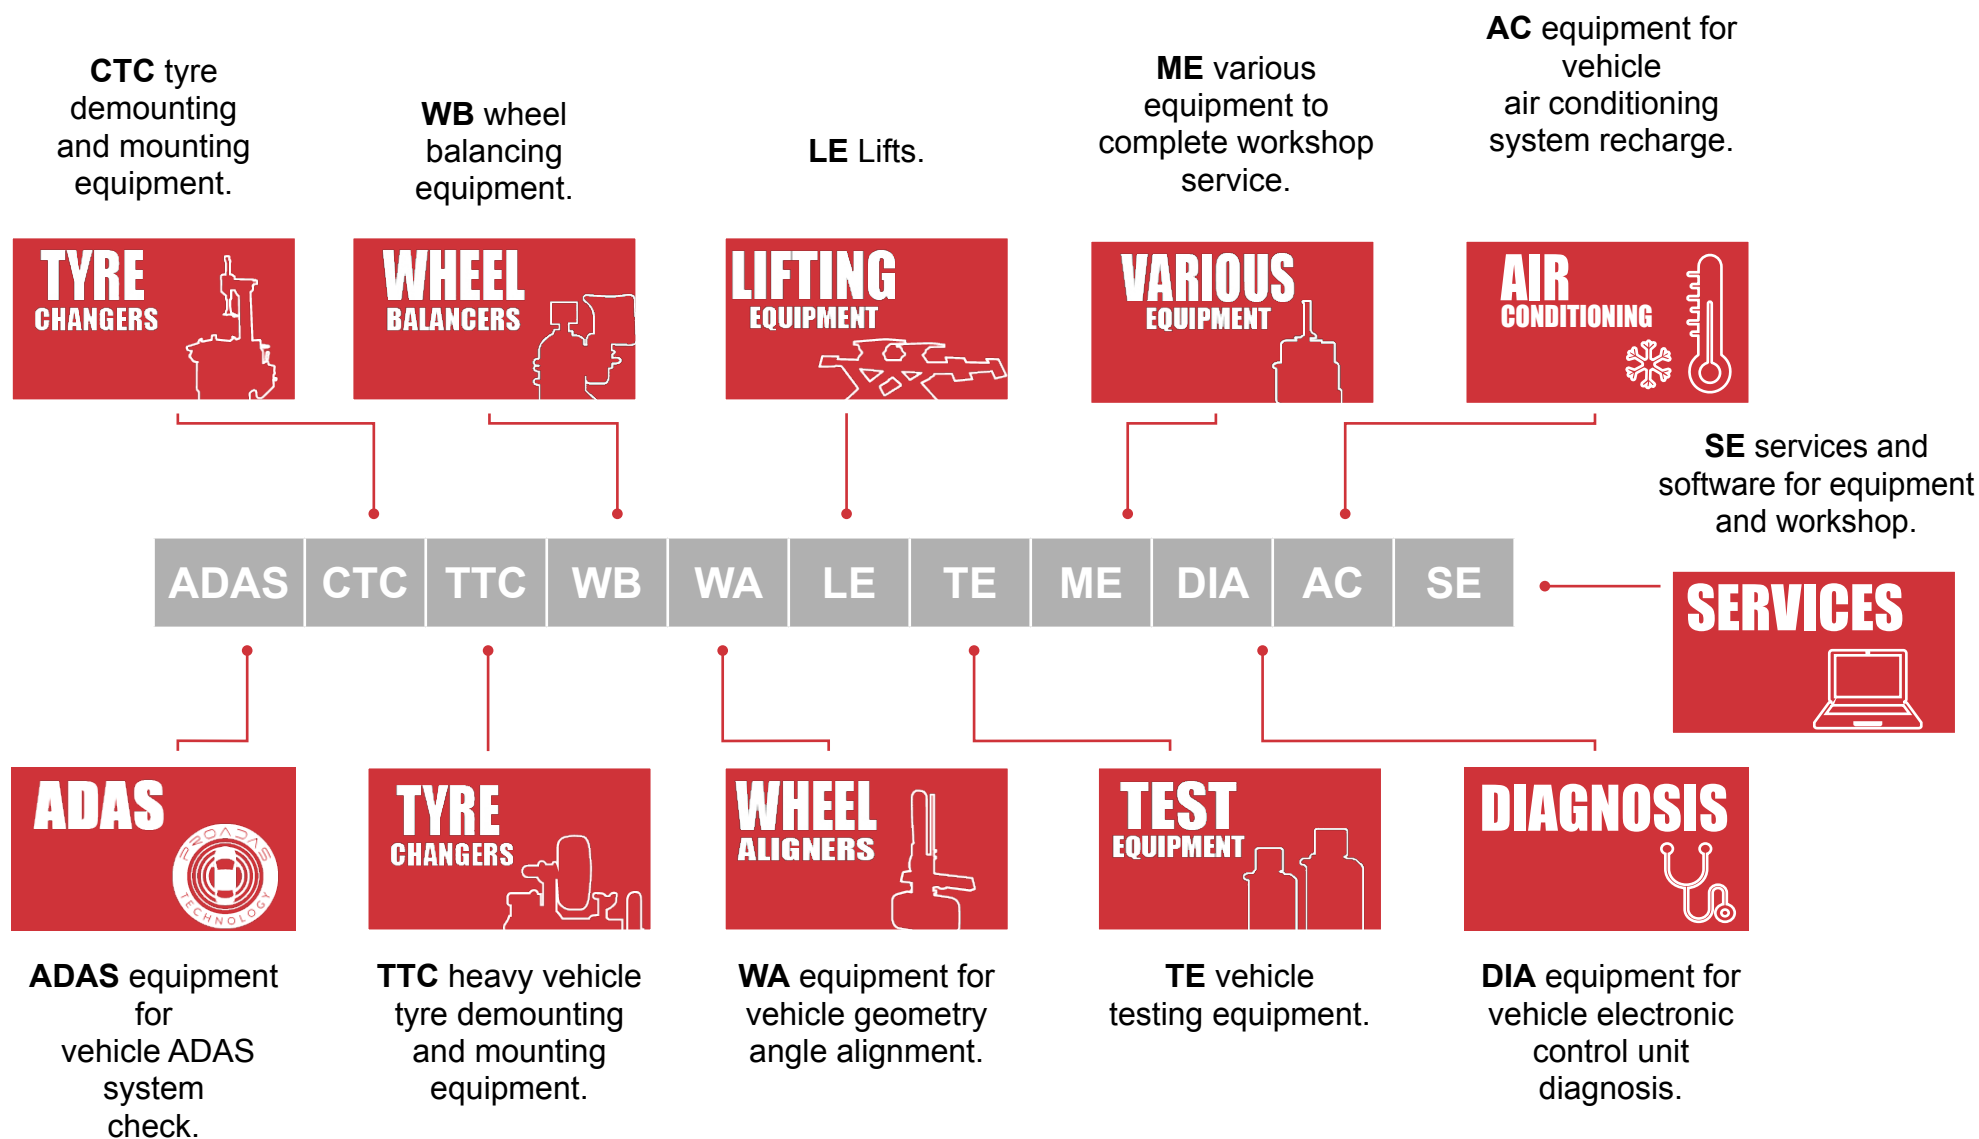 CTC tyre
demounting
and mounting
equipment.
WB wheel
balancing
equipment.
LE Lifts.
ME various
equipment to
complete workshop
service.
AC equipment for
vehicle
air conditioning
system recharge.
TYRE
CHANGERS
WHEEL
BALANCERS
LIFTING
EQUIPMENT
VARIOUS
EQUIPMENT
AIR
CONDITIONING
SE services and
software for equipment
and workshop.
ADAS CTC TTC WB WA LE TE ME DIA AC SE
SERVICES
ADAS
PROADAS
TECHNOLOGY
TYRE
CHANGERS
WHEEL
ALIGNERS
TEST
EQUIPMENT
DIAGNOSIS
ADAS equipment
for
vehicle ADAS
system
check.
TTC heavy vehicle
tyre demounting
and mounting
equipment.
WA equipment for
vehicle geometry
angle alignment.
TE vehicle
testing equipment.
DIA equipment for
vehicle electronic
control unit
diagnosis.